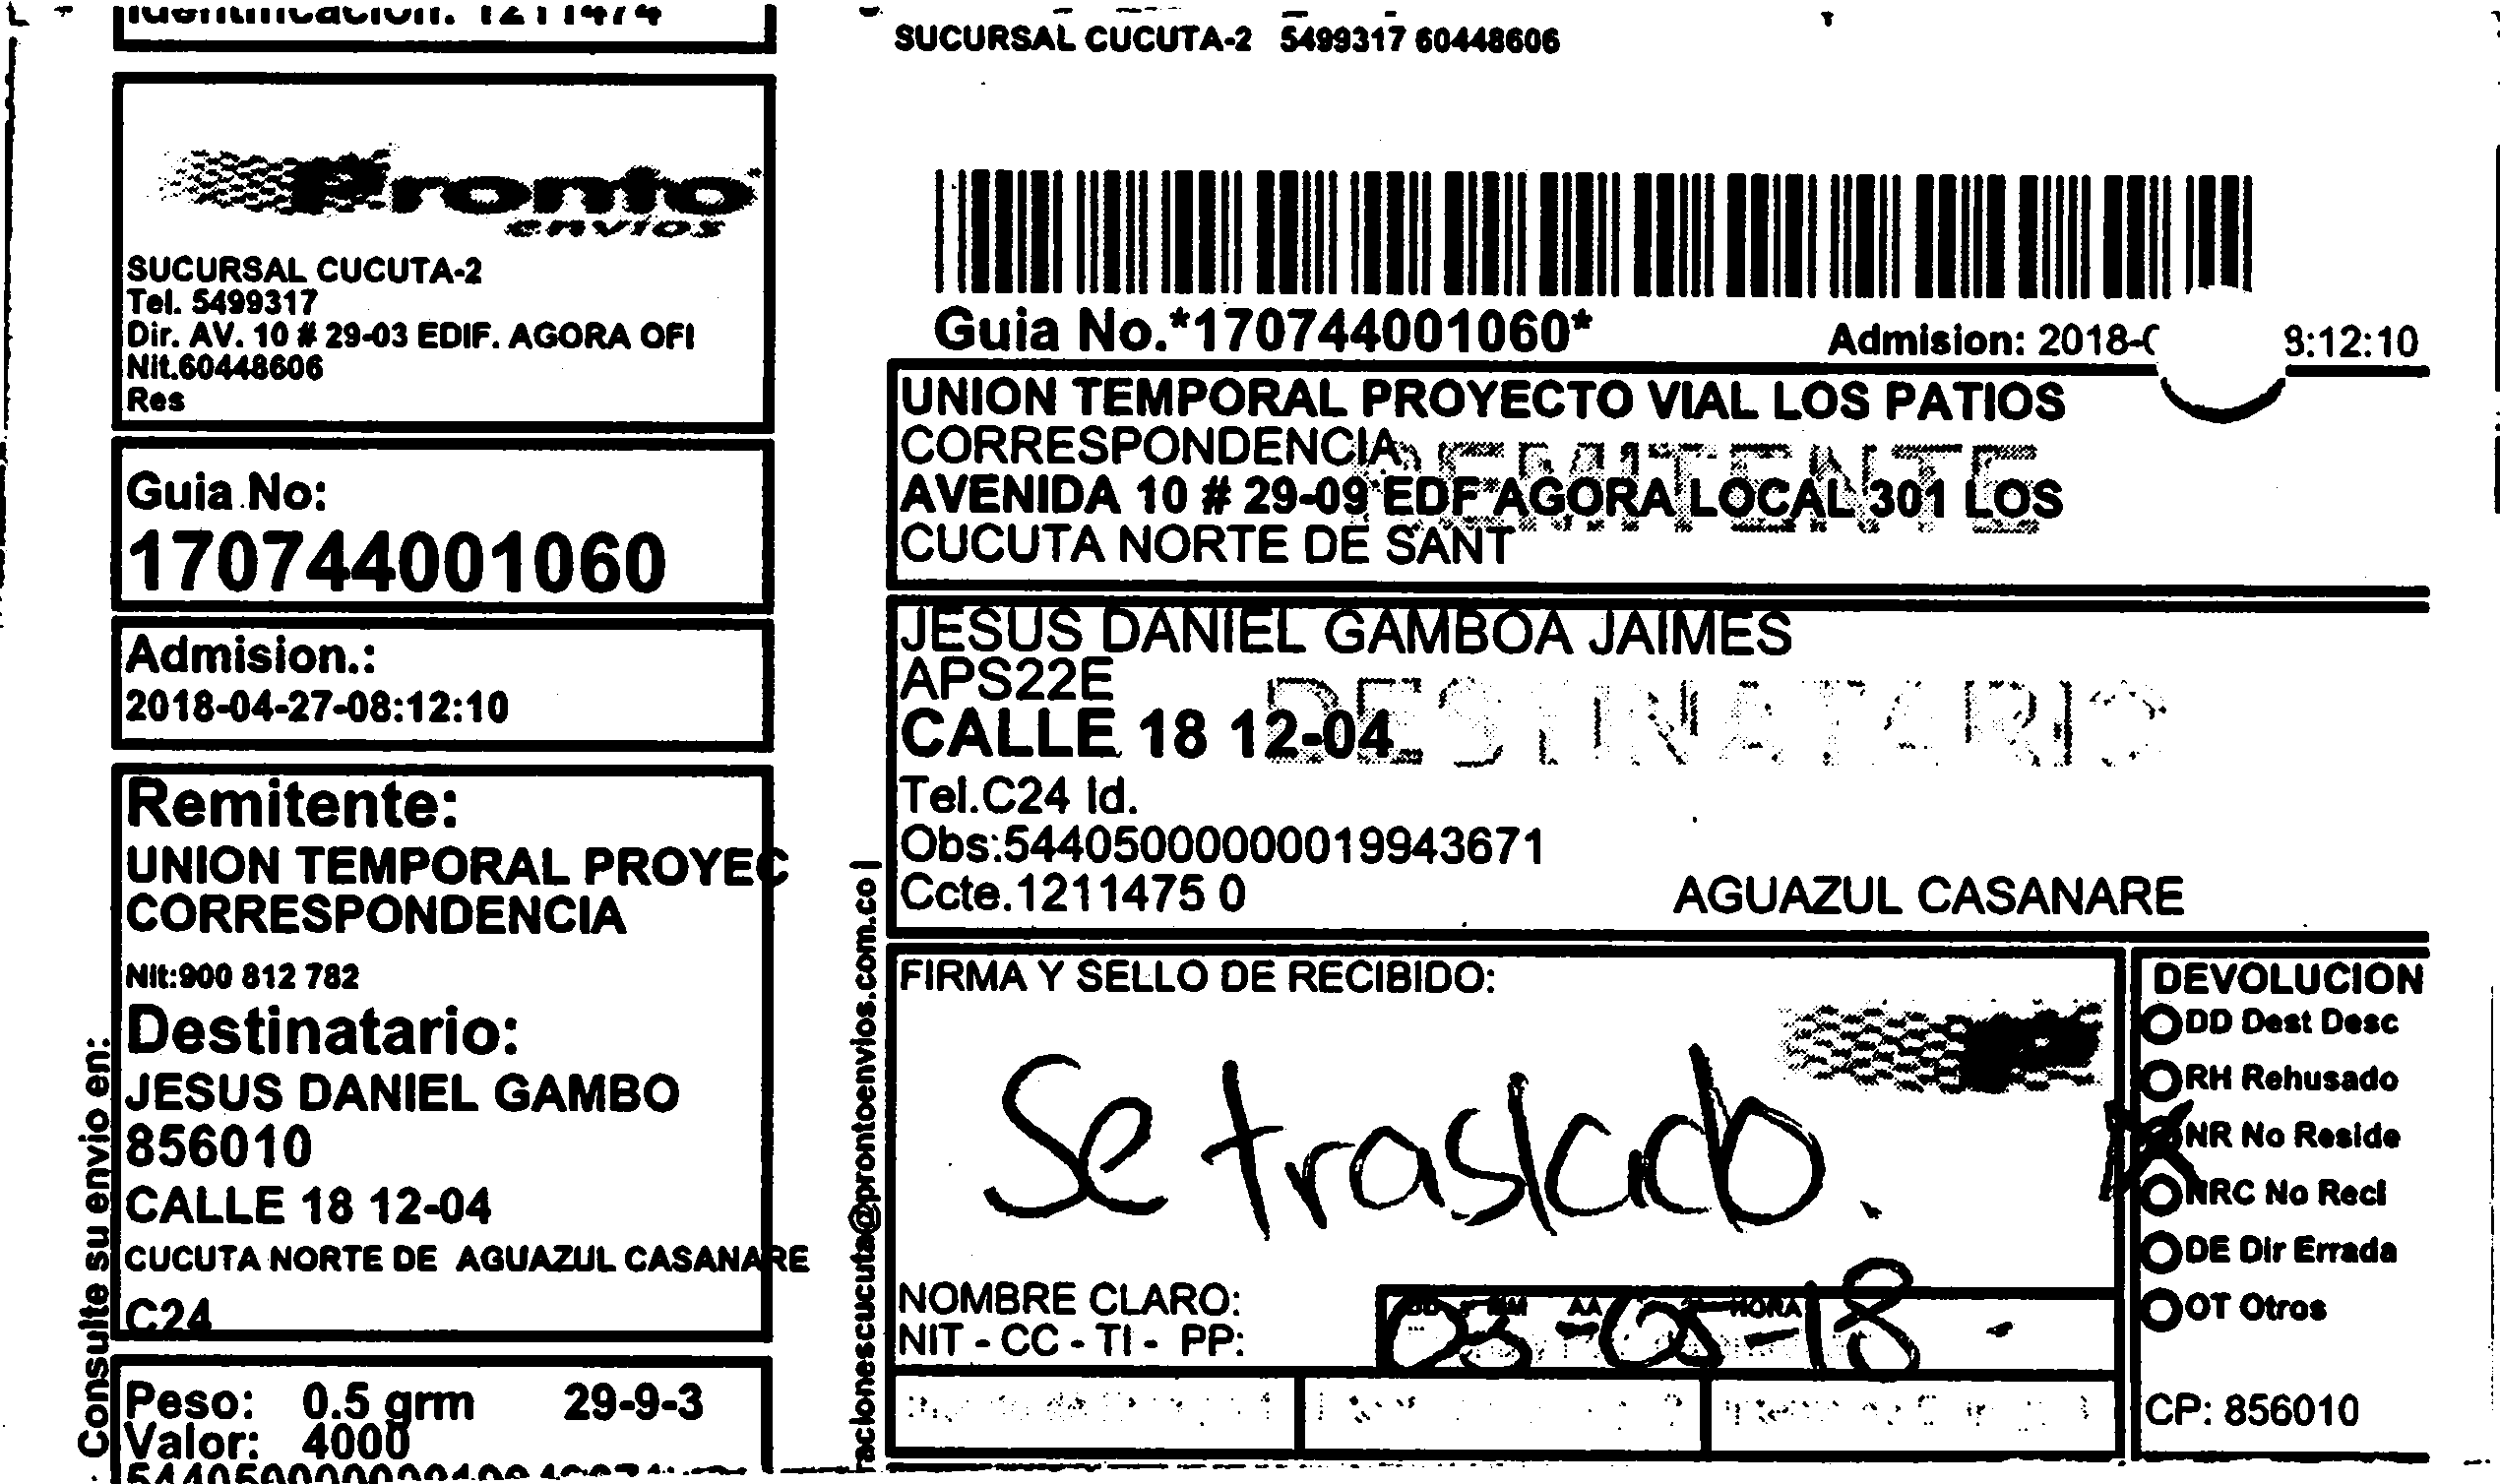 SUCURSAL CUCUTA-2 5499317 60448606
Pronto
envios
SUCURSAL CUCUTA-2
Tel. 5499317
Dir. AV. 10 # 29-03 EDIF. AGORA OFI
Nit.60448606
Res
Guia No:
170744001060
Admision.:
2018-04-27-08:12:10
Remitente:
UNION TEMPORAL PROYEC
CORRESPONDENCIA
Nit:900 812 782
Destinatario:
JESUS DANIEL GAMBO
856010
CALLE 18 12-04
CUCUTA NORTE DE AGUAZUL CASANARE
C24
Peso: 0.5 grm 29-9-3
Valor: 4000
Consulte su envio en:
racionescucuta@prontoenvios.com.co |
Guia No.*170744001060*
Admision: 2018- :12:10
UNION TEMPORAL PROYECTO VIAL LOS PATIOS
CORRESPONDENCIA
REMITENTE
AVENIDA 10 # 29-09 EDF AGORA LOCAL 301 LOS
CUCUTA NORTE DE SANT
JESUS DANIEL GAMBOA JAIMES
APS22E
DESTINATARIO
CALLE 18 12-04
Tel.C24 Id.
Obs:544050000000019943671
Ccte.1211475 0
AGUAZUL CASANARE
FIRMA Y SELLO DE RECIBIDO:
Se traslado.
NOMBRE CLARO:
NIT - CC - TI - PP:
AA HORA
03-05-18
DEVOLUCION
DD Dest Desc
RH Rehusado
NR No Reside
NRC No Reci
DE Dir Errada
OT Otros
CP: 856010